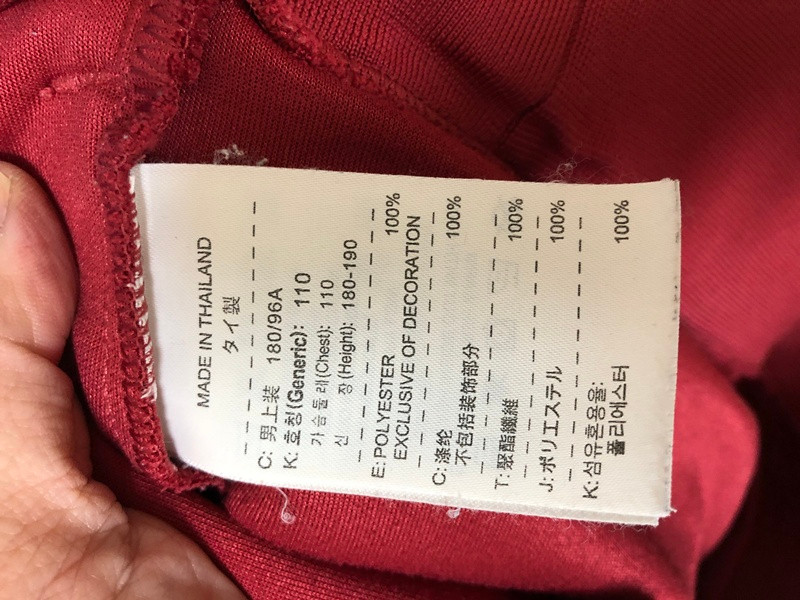 MADE IN THAILAND
タイ製
C: 男上装 180/96A
K: 호칭(Generic): 110
가슴둘레(Chest): 110
신 장(Height): 180-190
E: POLYESTER 100%
EXCLUSIVE OF DECORATION
C: 涤纶 100%
不包括装饰部分
T: 聚酯纖維 100%
J: ポリエステル 100%
K: 섬유혼용율:
폴리에스터 100%